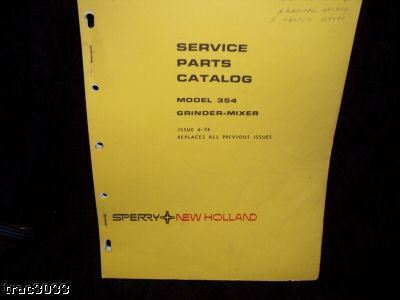 SERVICE
PARTS
CATALOG
MODEL 354
GRINDER-MIXER
ISSUE 6-76
REPLACES ALL PREVIOUS ISSUES
SPERRY NEW HOLLAND
trac3033